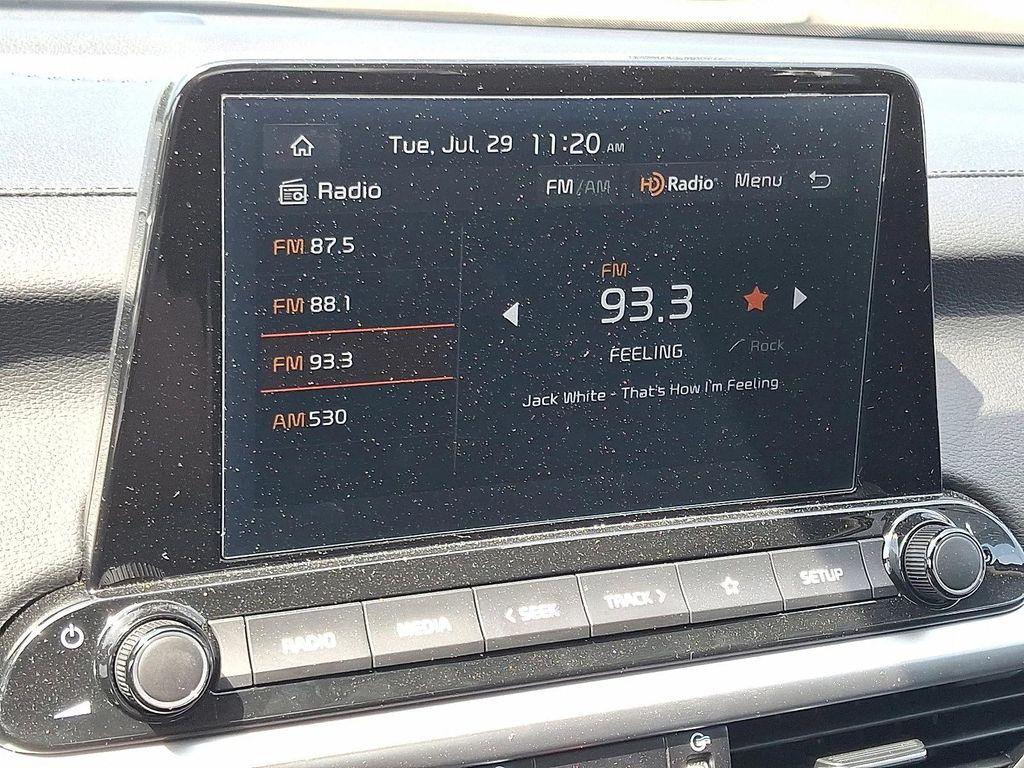 Tue, Jul. 29 11:20 AM
Radio FM/AM HD Radio Menu
FM 87.5
FM 88.1
FM 93.3
AM 530
FM
93.3
FEELING Rock
Jack White - That's How I'm Feeling
RADIO MEDIA < SEEK TRACK > SETUP